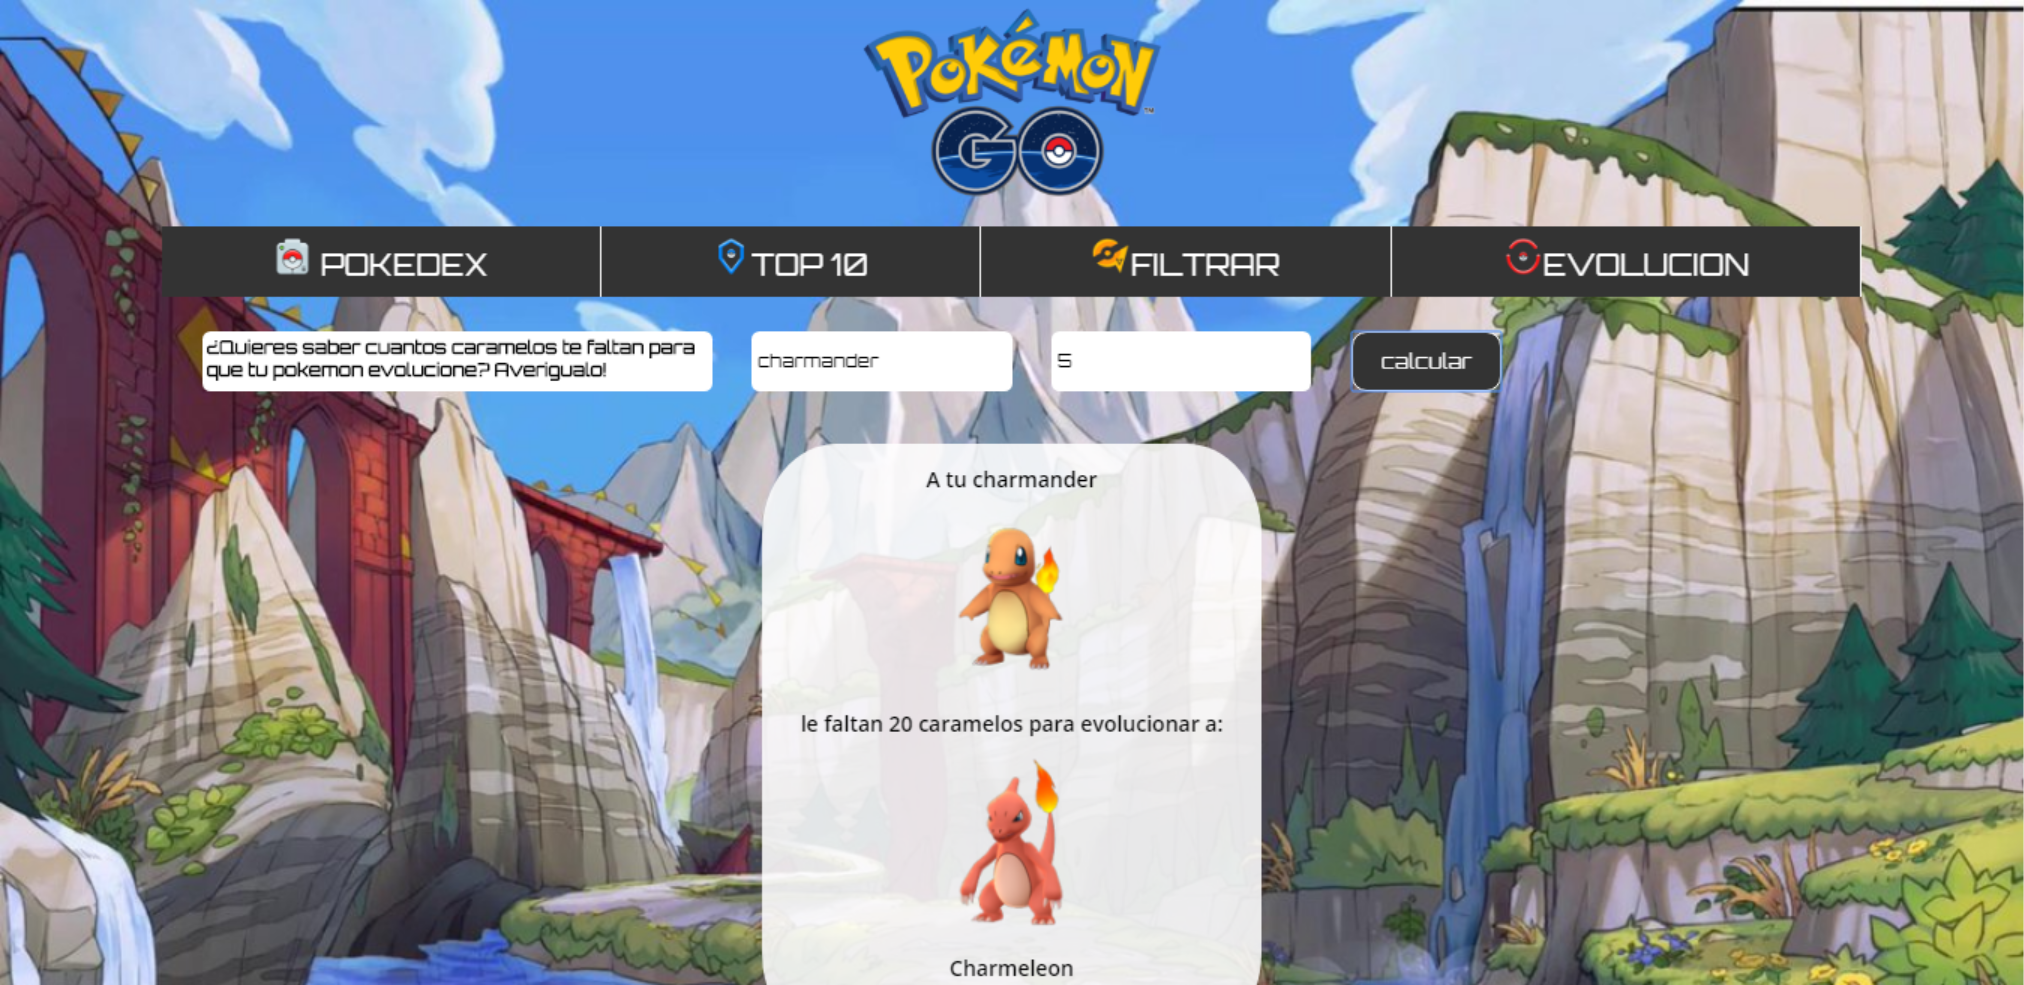 POKÉMON
GO
POKEDEX
TOP 10
FILTRAR
EVOLUCION
¿Quieres saber cuantos caramelos te faltan para
que tu pokemon evolucione? Averigualo!
charmander
5
calcular
A tu charmander
le faltan 20 caramelos para evolucionar a:
Charmeleon